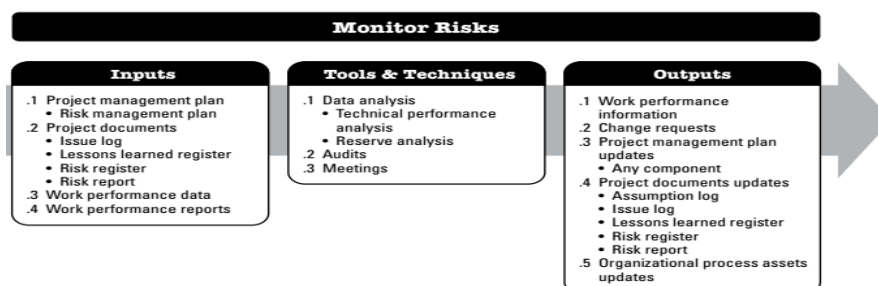 Monitor Risks
Inputs
.1 Project management plan
• Risk management plan
.2 Project documents
• Issue log
• Lessons learned register
• Risk register
• Risk report
.3 Work performance data
.4 Work performance reports
Tools & Techniques
.1 Data analysis
• Technical performance
analysis
• Reserve analysis
.2 Audits
.3 Meetings
Outputs
.1 Work performance
information
.2 Change requests
.3 Project management plan
updates
• Any component
.4 Project documents updates
• Assumption log
• Issue log
• Lessons learned register
• Risk register
• Risk report
.5 Organizational process assets
updates